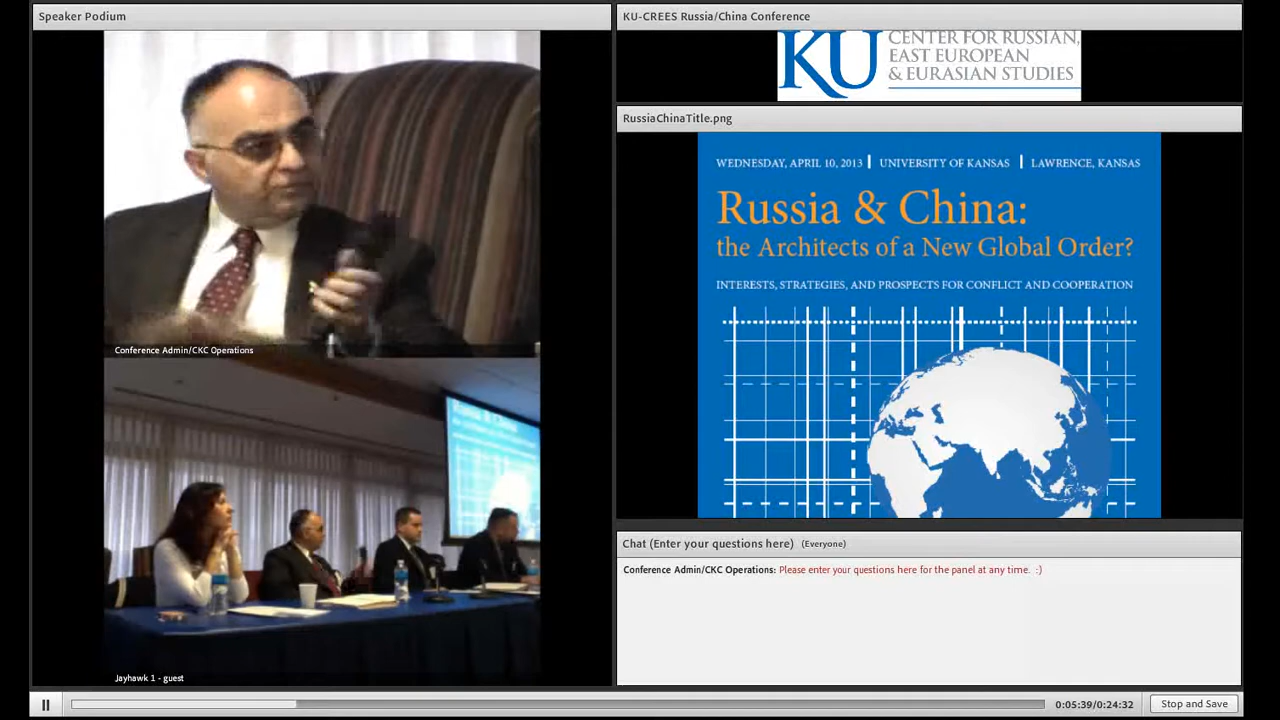 Speaker Podium
Conference Admin/CKC Operations
Russia & China
Jayhawk 1 - guest
KU-CREES Russia/China Conference
KU CENTER FOR RUSSIAN,
EAST EUROPEAN
& EURASIAN STUDIES
RussiaChinaTitle.png
WEDNESDAY, APRIL 10, 2013 | UNIVERSITY OF KANSAS | LAWRENCE, KANSAS
Russia & China:
the Architects of a New Global Order?
INTERESTS, STRATEGIES, AND PROSPECTS FOR CONFLICT AND COOPERATION
Chat (Enter your questions here) (Everyone)
Conference Admin/CKC Operations: Please enter your questions here for the panel at any time. :)
0:05:39/0:24:32
Stop and Save